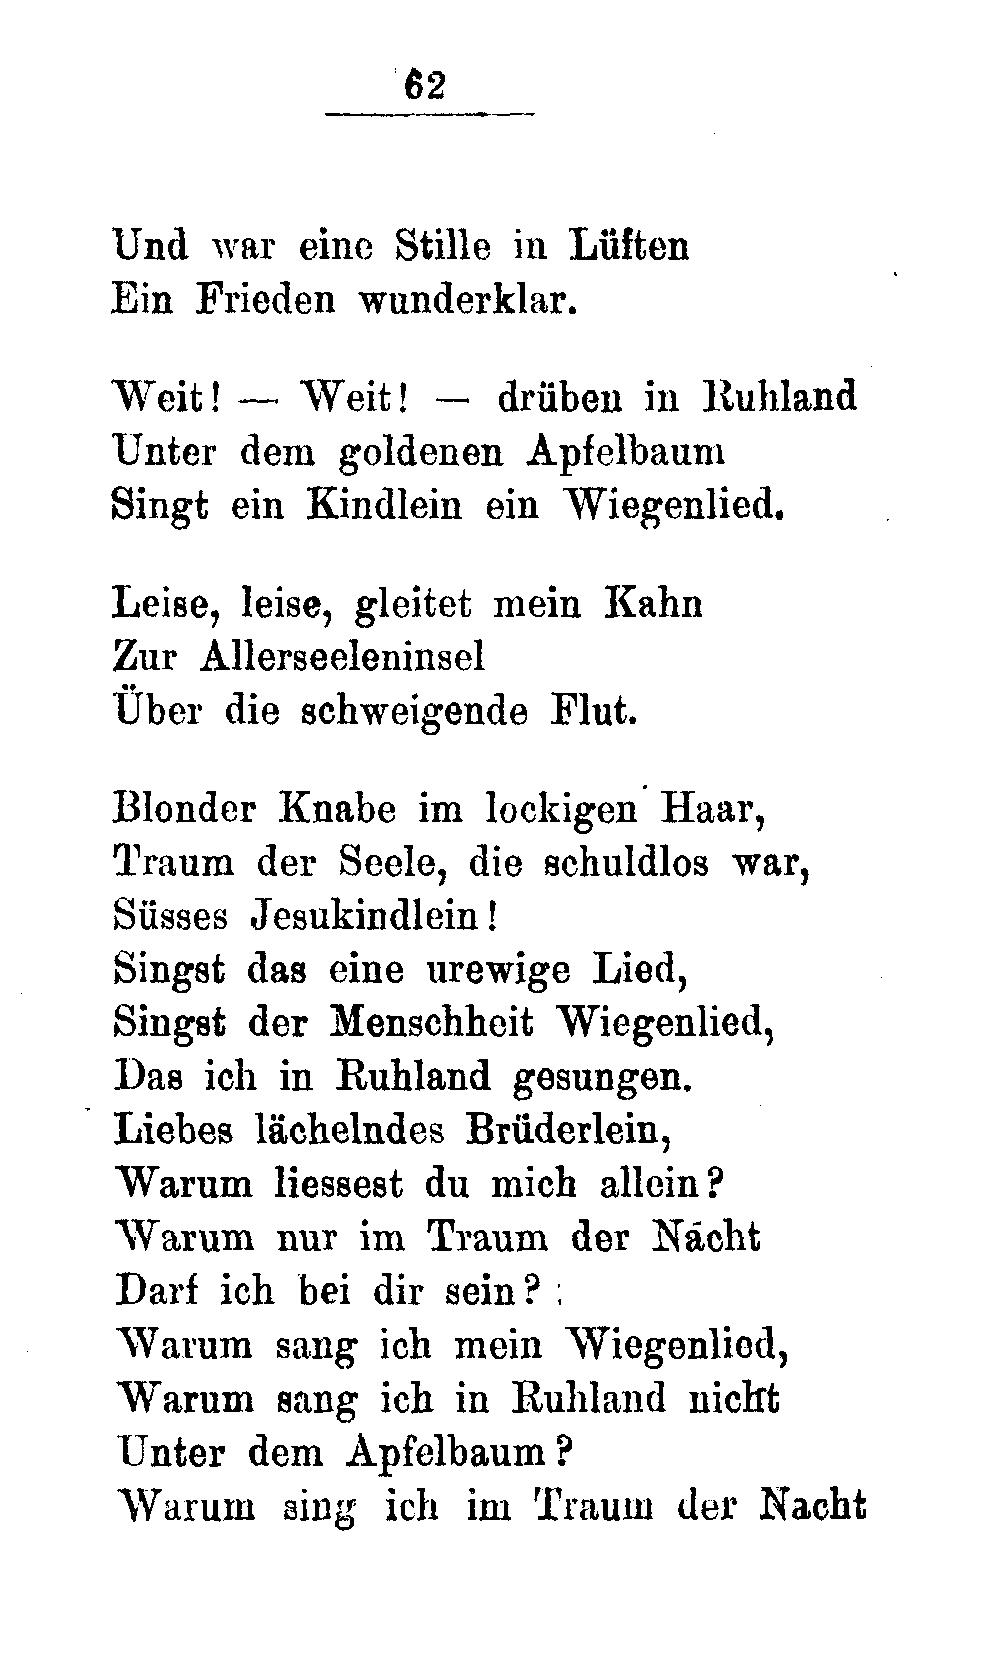 62
Und war eine Stille in Lüften
Ein Frieden wunderklar.
Weit! — Weit! — drüben in Ruhland
Unter dem goldenen Apfelbaum
Singt ein Kindlein ein Wiegenlied.
Leise, leise, gleitet mein Kahn
Zur Allerseeleninsel
Über die schweigende Flut.
Blonder Knabe im lockigen Haar,
Traum der Seele, die schuldlos war,
Süsses Jesukindlein!
Singst das eine urewige Lied,
Singst der Menschheit Wiegenlied,
Das ich in Ruhland gesungen.
Liebes lächelndes Brüderlein,
Warum liessest du mich allein?
Warum nur im Traum der Nacht
Darf ich bei dir sein?
Warum sang ich mein Wiegenlied,
Warum sang ich in Ruhland nicht
Unter dem Apfelbaum?
Warum sing ich im Traum der Nacht